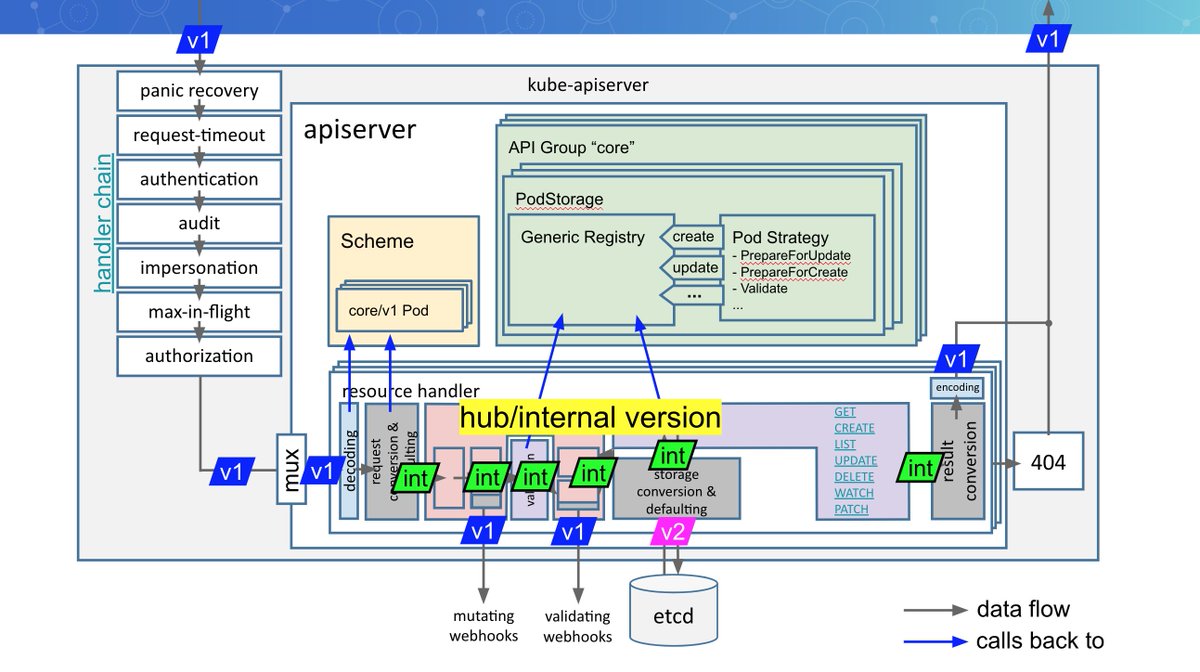 v1
v1
kube-apiserver
handler chain
panic recovery
request-timeout
authentication
audit
impersonation
max-in-flight
authorization
apiserver
API Group “core”
PodStorage
Generic Registry
create
update
...
Pod Strategy
- PrepareForUpdate
- PrepareForCreate
- Validate
...
Scheme
core/v1 Pod
resource handler
hub/internal version
v1
mux
v1
decoding
request
conversion &
int
int
int
int
int
storage
conversion &
defaulting
GET
CREATE
LIST
UPDATE
DELETE
WATCH
PATCH
int
result
conversion
encoding
v1
404
v1
v1
v2
mutating
webhooks
validating
webhooks
etcd
data flow
calls back to